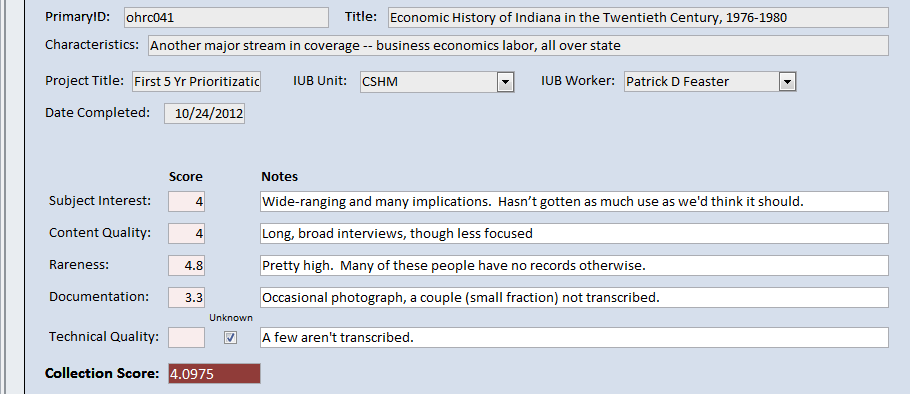 PrimaryID: ohrc041 Title: Economic History of Indiana in the Twentieth Century, 1976-1980
Characteristics: Another major stream in coverage -- business economics labor, all over state
Project Title: First 5 Yr Prioritizatic IUB Unit: CSHM IUB Worker: Patrick D Feaster
Date Completed: 10/24/2012
Score Notes
Subject Interest: 4 Wide-ranging and many implications. Hasn't gotten as much use as we'd think it should.
Content Quality: 4 Long, broad interviews, though less focused
Rareness: 4.8 Pretty high. Many of these people have no records otherwise.
Documentation: 3.3 Occasional photograph, a couple (small fraction) not transcribed.
Unknown
Technical Quality: A few aren't transcribed.
Collection Score: 4.0975